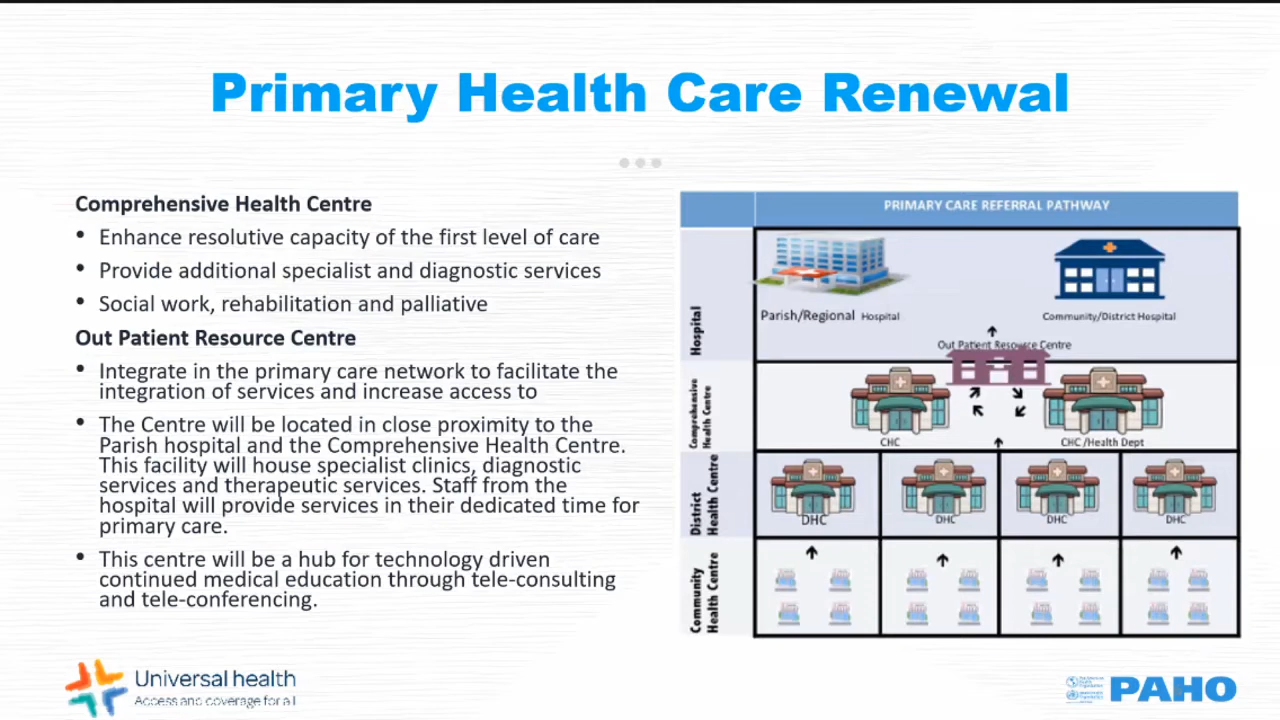 Primary Health Care Renewal
Comprehensive Health Centre
• Enhance resolutive capacity of the first level of care
• Provide additional specialist and diagnostic services
• Social work, rehabilitation and palliative
Out Patient Resource Centre
• Integrate in the primary care network to facilitate the
integration of services and increase access to
• The Centre will be located in close proximity to the
Parish hospital and the Comprehensive Health Centre.
This facility will house specialist clinics, diagnostic
services and therapeutic services. Staff from the
hospital will provide services in their dedicated time for
primary care.
• This centre will be a hub for technology driven
continued medical education through tele-consulting
and tele-conferencing.
PRIMARY CARE REFERRAL PATHWAY
Hospital
Parish/Regional Hospital
Community/District Hospital
Out Patient Resource Centre
Comprehensive
Health Centre
CHC
CHC /Health Dept
District
Health Centre
DHC
DHC
DHC
DHC
Community
Health Centre
Universal health
Access and coverage for all
PAHO